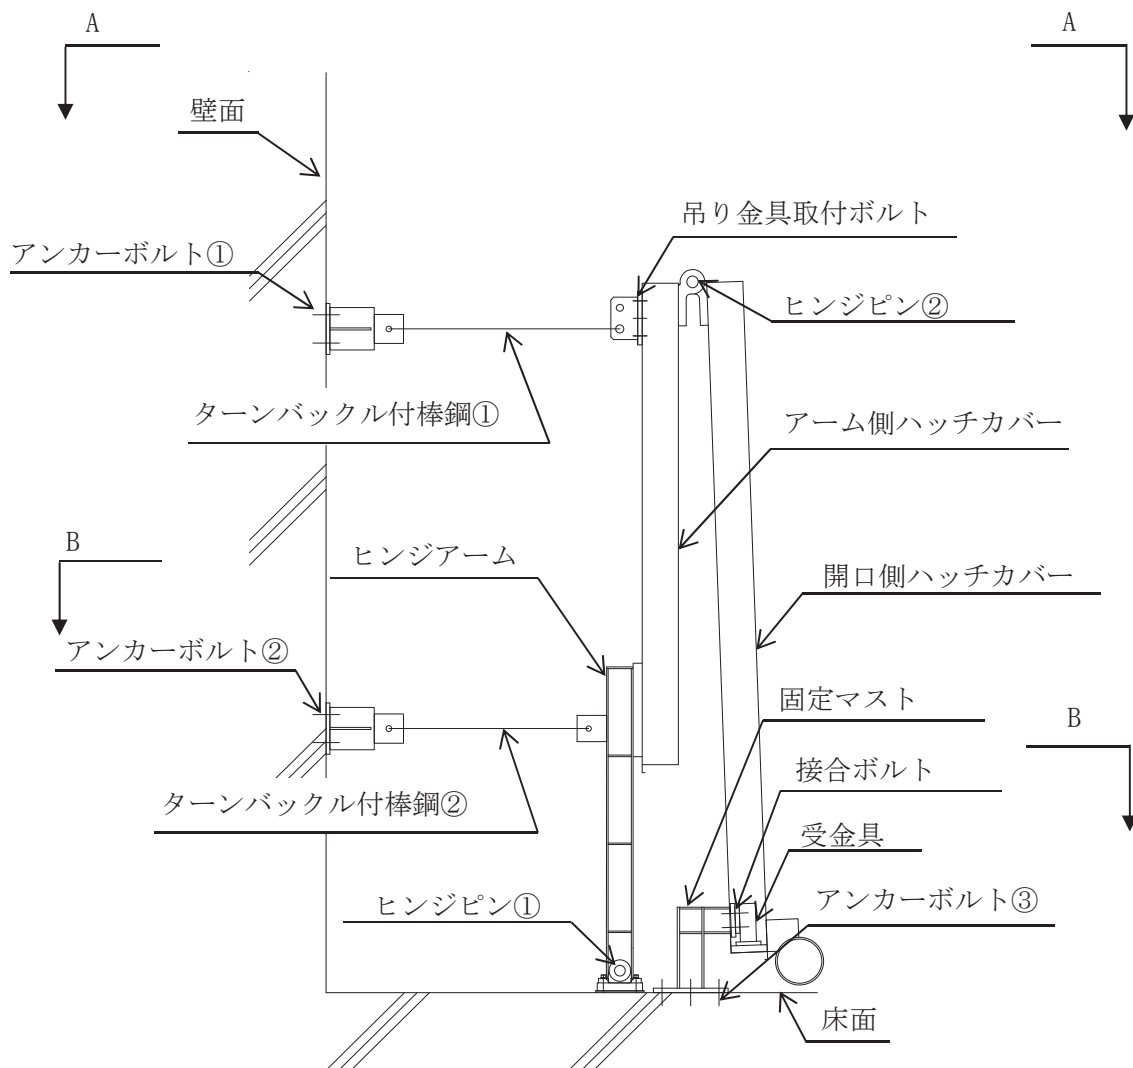 A
A
壁面
吊り金具取付ボルト
アンカーボルト①
ヒンジピン②
ターンバックル付棒鋼①
アーム側ハッチカバー
B
ヒンジアーム
開口側ハッチカバー
アンカーボルト②
固定マスト
B
接合ボルト
ターンバックル付棒鋼②
受金具
アンカーボルト③
ヒンジピン①
床面